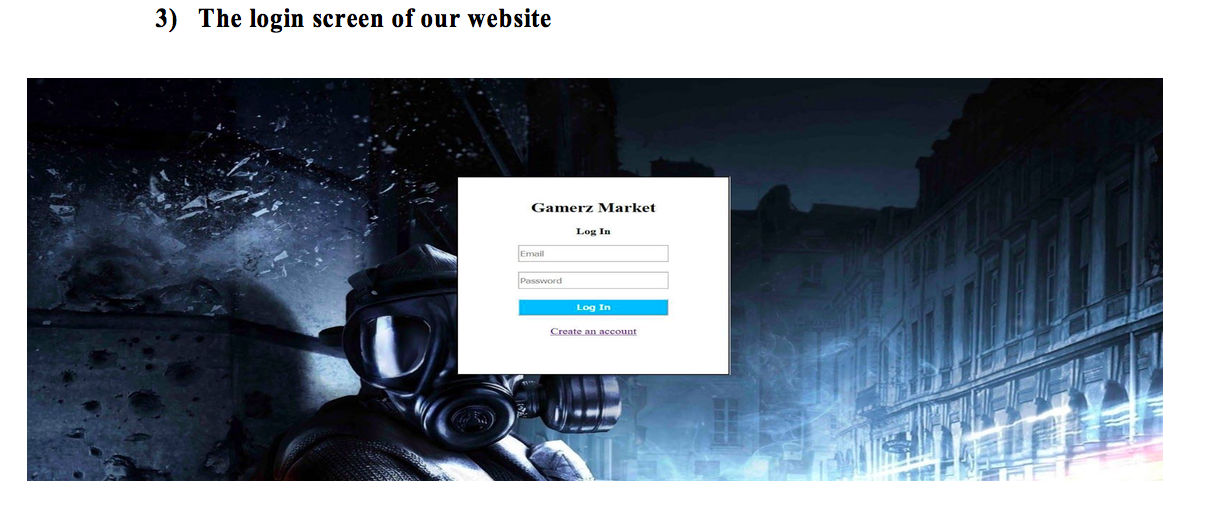 3) The login screen of our website
Gamerz Market
Log In
Email
Password
Log In
Create an account